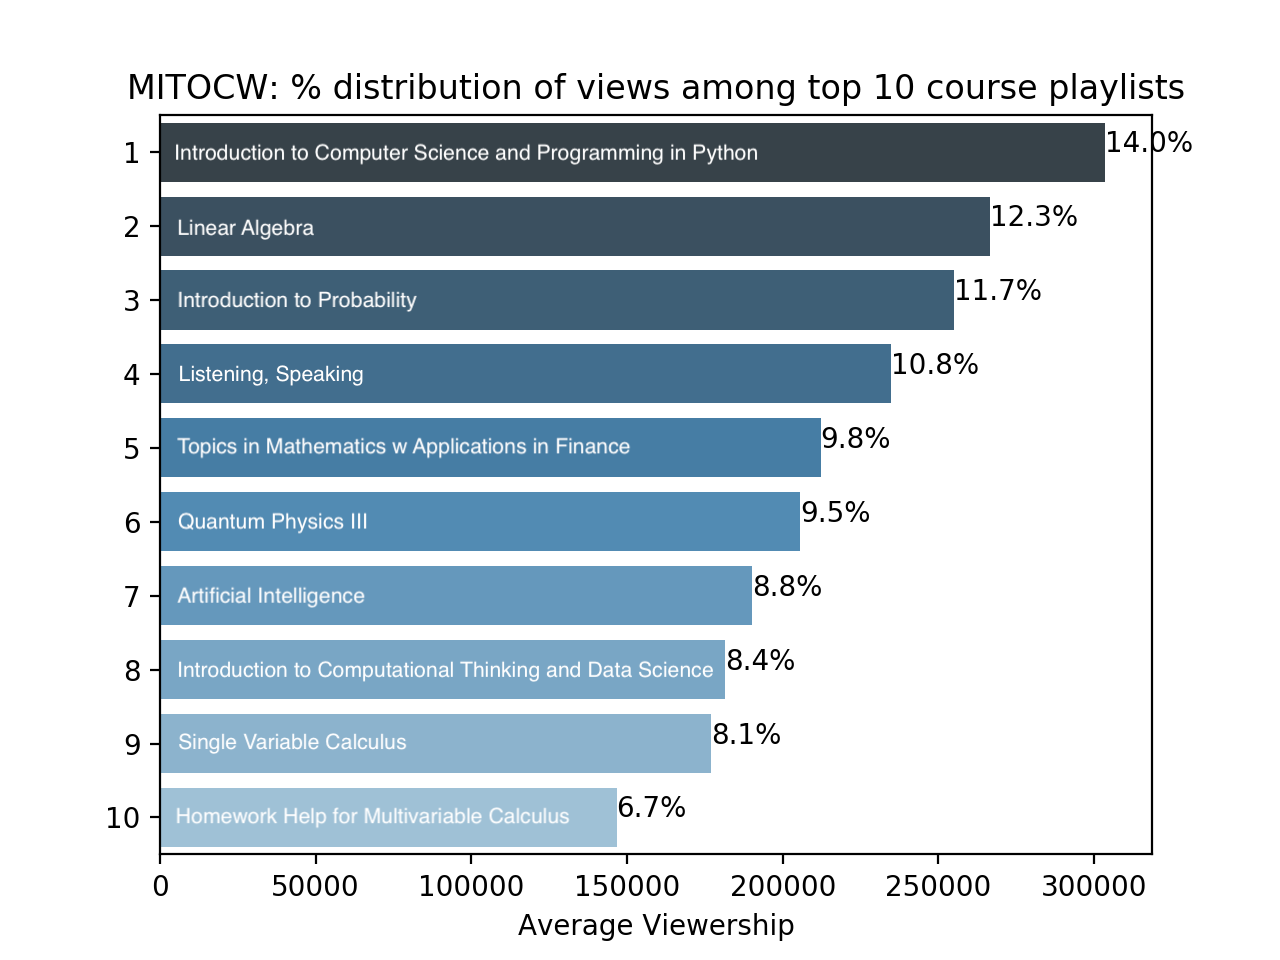 MITOCW: % distribution of views among top 10 course playlists
1 Introduction to Computer Science and Programming in Python 14.0%
2 Linear Algebra 12.3%
3 Introduction to Probability 11.7%
4 Listening, Speaking 10.8%
5 Topics in Mathematics w Applications in Finance 9.8%
6 Quantum Physics III 9.5%
7 Artificial Intelligence 8.8%
8 Introduction to Computational Thinking and Data Science 8.4%
9 Single Variable Calculus 8.1%
10 Homework Help for Multivariable Calculus 6.7%
0 50000 100000 150000 200000 250000 300000
Average Viewership